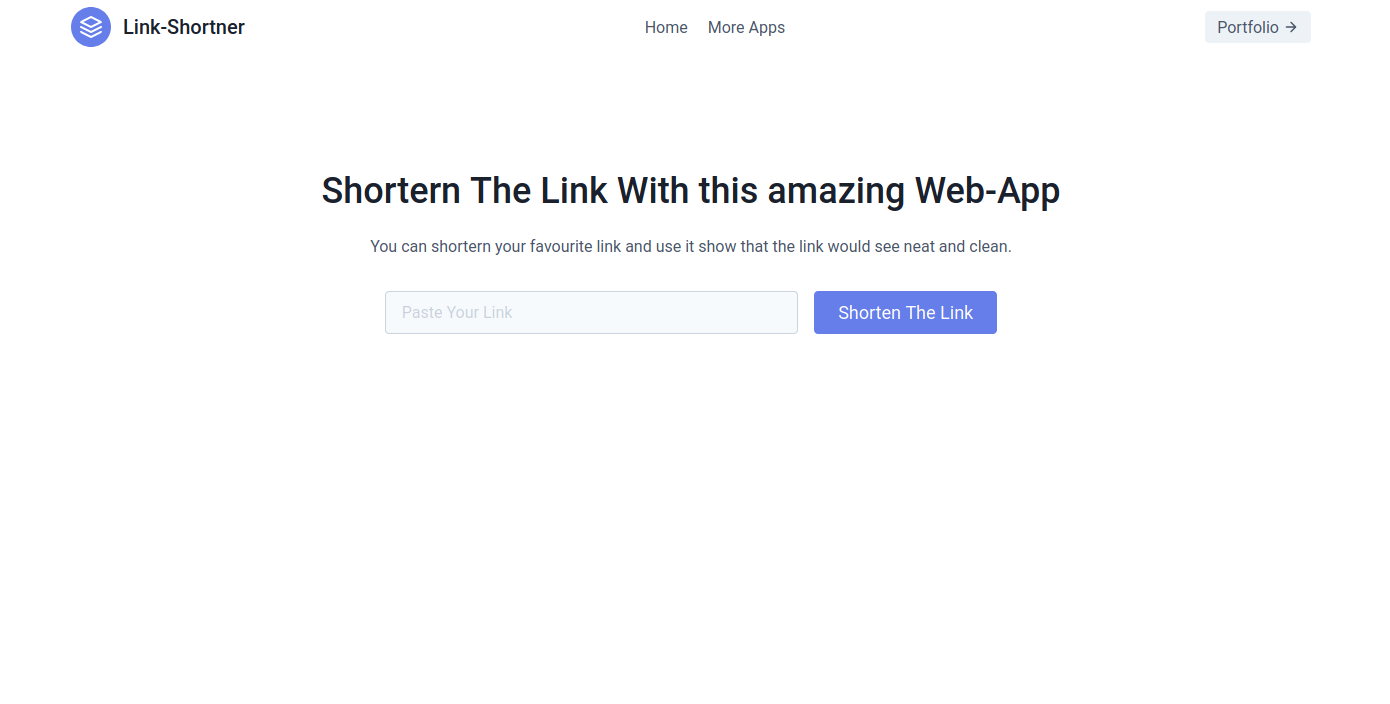 Link-Shortner
Home
More Apps
Portfolio
Shortern The Link With this amazing Web-App
You can shortern your favourite link and use it show that the link would see neat and clean.
Paste Your Link
Shorten The Link